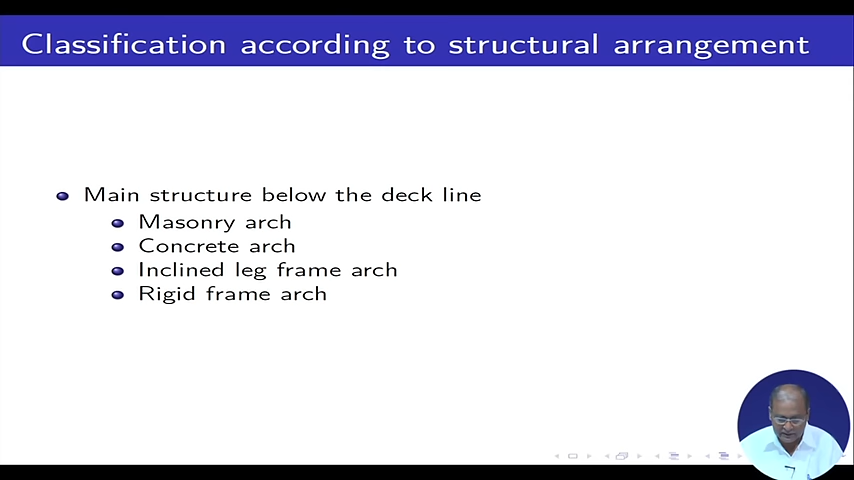 Classification according to structural arrangement
Main structure below the deck line
Masonry arch
Concrete arch
Inclined leg frame arch
Rigid frame arch